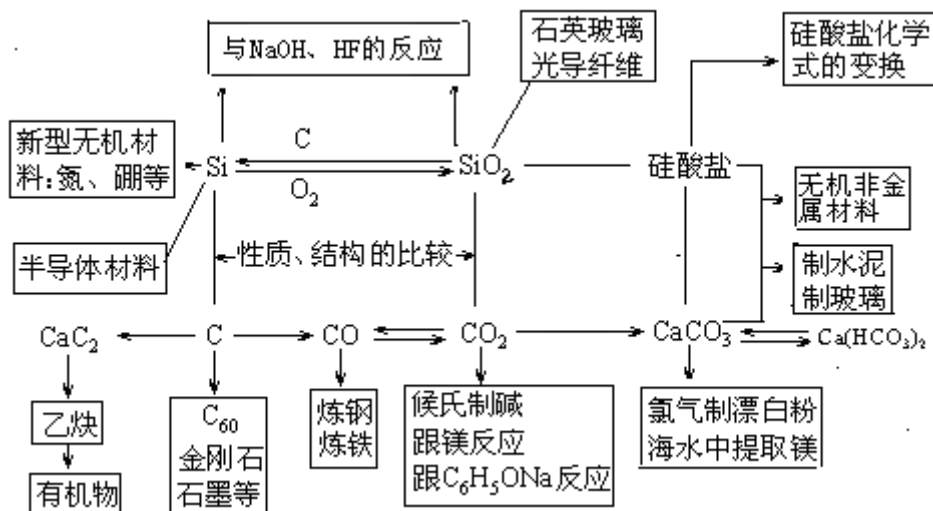 与NaOH、HF的反应
石英玻璃
光导纤维
硅酸盐化学
式的变换
新型无机材
料:氮、硼等
Si
C
O₂
SiO₂
硅酸盐
无机非金
属材料
半导体材料
性质、结构的比较
制水泥
制玻璃
CaC₂
C
CO
CO₂
CaCO₃
Ca(HCO₃)₂
乙炔
有机物
C₆₀
金刚石
石墨等
炼钢
炼铁
候氏制碱
跟镁反应
跟C₆H₅ONa反应
氯气制漂白粉
海水中提取镁